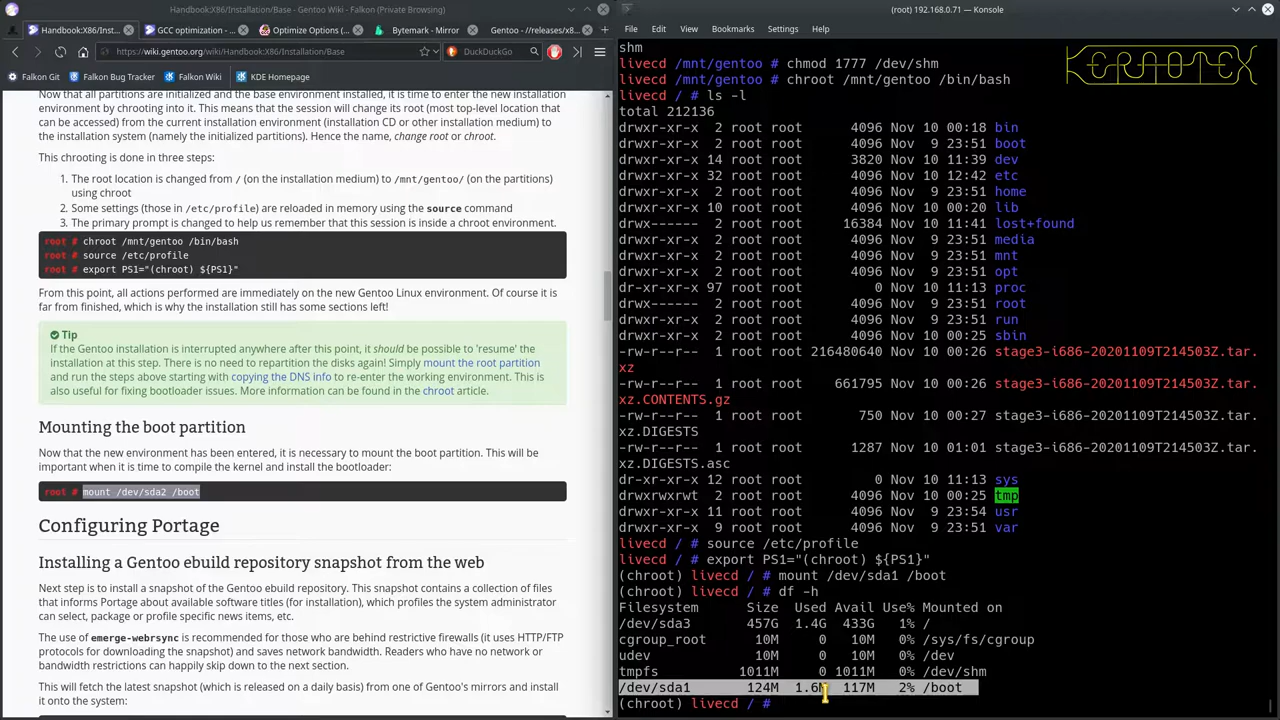 Handbook:X86/Installation/Base - Gentoo Wiki - Falkon (Private Browsing)
Handbook:X86/Inst...
GCC optimization - ...
Optimize Options (...
Bytemark - Mirror
Gentoo - //releases/x8...
https://wiki.gentoo.org/wiki/Handbook:X86/Installation/Base
DuckDuckGo
Falkon Git
Falkon Bug Tracker
Falkon Wiki
KDE Homepage
Now that all partitions are initialized and the base environment installed, it is time to enter the new installation
environment by chrooting into it. This means that the session will change its root (most top-level location that
can be accessed) from the current installation environment (installation CD or other installation medium) to
the installation system (namely the initialized partitions). Hence the name, change root or chroot.
This chrooting is done in three steps:
1. The root location is changed from / (on the installation medium) to /mnt/gentoo/ (on the partitions)
using chroot
2. Some settings (those in /etc/profile) are reloaded in memory using the source command
3. The primary prompt is changed to help us remember that this session is inside a chroot environment.
root # chroot /mnt/gentoo /bin/bash
root # source /etc/profile
root # export PS1="(chroot) ${PS1}"
From this point, all actions performed are immediately on the new Gentoo Linux environment. Of course it is
far from finished, which is why the installation still has some sections left!
Tip
If the Gentoo installation is interrupted anywhere after this point, it should be possible to 'resume' the
installation at this step. There is no need to repartition the disks again! Simply mount the root partition
and run the steps above starting with copying the DNS info to re-enter the working environment. This is
also useful for fixing bootloader issues. More information can be found in the chroot article.
Mounting the boot partition
Now that the new environment has been entered, it is necessary to mount the boot partition. This will be
important when it is time to compile the kernel and install the bootloader:
root # mount /dev/sda2 /boot
Configuring Portage
Installing a Gentoo ebuild repository snapshot from the web
Next step is to install a snapshot of the Gentoo ebuild repository. This snapshot contains a collection of files
that informs Portage about available software titles (for installation), which profiles the system administrator
can select, package or profile specific news items, etc.
The use of emerge-webrsync is recommended for those who are behind restrictive firewalls (it uses HTTP/FTP
protocols for downloading the snapshot) and saves network bandwidth. Readers who have no network or
bandwidth restrictions can happily skip down to the next section.
This will fetch the latest snapshot (which is released on a daily basis) from one of Gentoo's mirrors and install
it onto the system:
(root) 192.168.0.71 — Konsole
File Edit View Bookmarks Settings Help
KEROTEX
shm
livecd /mnt/gentoo # chmod 1777 /dev/shm
livecd /mnt/gentoo # chroot /mnt/gentoo /bin/bash
livecd / # ls -l
total 212136
drwxr-xr-x 2 root root 4096 Nov 10 00:18 bin
drwxr-xr-x 2 root root 4096 Nov 9 23:51 boot
drwxr-xr-x 14 root root 3820 Nov 10 11:39 dev
drwxr-xr-x 32 root root 4096 Nov 10 12:42 etc
drwxr-xr-x 2 root root 4096 Nov 9 23:51 home
drwxr-xr-x 10 root root 4096 Nov 10 00:20 lib
drwx------ 2 root root 16384 Nov 10 11:41 lost+found
drwxr-xr-x 2 root root 4096 Nov 9 23:51 media
drwxr-xr-x 2 root root 4096 Nov 9 23:51 mnt
drwxr-xr-x 2 root root 4096 Nov 9 23:51 opt
dr-xr-xr-x 97 root root 0 Nov 10 11:13 proc
drwx------ 2 root root 4096 Nov 9 23:51 root
drwxr-xr-x 2 root root 4096 Nov 9 23:51 run
drwxr-xr-x 2 root root 4096 Nov 10 00:25 sbin
-rw-r--r-- 1 root root 216480640 Nov 10 00:26 stage3-i686-20201109T214503Z.tar.
xz
-rw-r--r-- 1 root root 661795 Nov 10 00:26 stage3-i686-20201109T214503Z.tar.
xz.CONTENTS.gz
-rw-r--r-- 1 root root 750 Nov 10 00:27 stage3-i686-20201109T214503Z.tar.
xz.DIGESTS
-rw-r--r-- 1 root root 1287 Nov 10 01:01 stage3-i686-20201109T214503Z.tar.
xz.DIGESTS.asc
dr-xr-xr-x 12 root root 0 Nov 10 11:13 sys
drwxrwxrwt 2 root root 4096 Nov 10 00:25 tmp
drwxr-xr-x 11 root root 4096 Nov 9 23:54 usr
drwxr-xr-x 9 root root 4096 Nov 9 23:51 var
livecd / # source /etc/profile
livecd / # export PS1="(chroot) ${PS1}"
(chroot) livecd / # mount /dev/sda1 /boot
(chroot) livecd / # df -h
Filesystem Size Used Avail Use% Mounted on
/dev/sda3 457G 1.4G 433G 1% /
cgroup_root 10M 0 10M 0% /sys/fs/cgroup
udev 10M 0 10M 0% /dev
tmpfs 1011M 0 1011M 0% /dev/shm
/dev/sda1 124M 1.6M 117M 2% /boot
(chroot) livecd / #